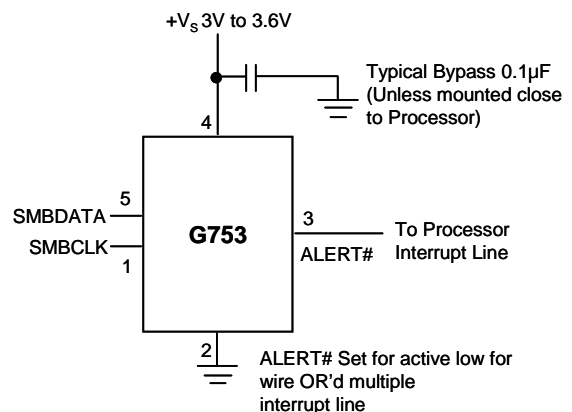 +VS 3V to 3.6V
Typical Bypass 0.1µF
(Unless mounted close
to Processor)
4
5
SMBDATA
SMBCLK
1
G753
3
ALERT#
To Processor
Interrupt Line
2
ALERT# Set for active low for
wire OR'd multiple
interrupt line